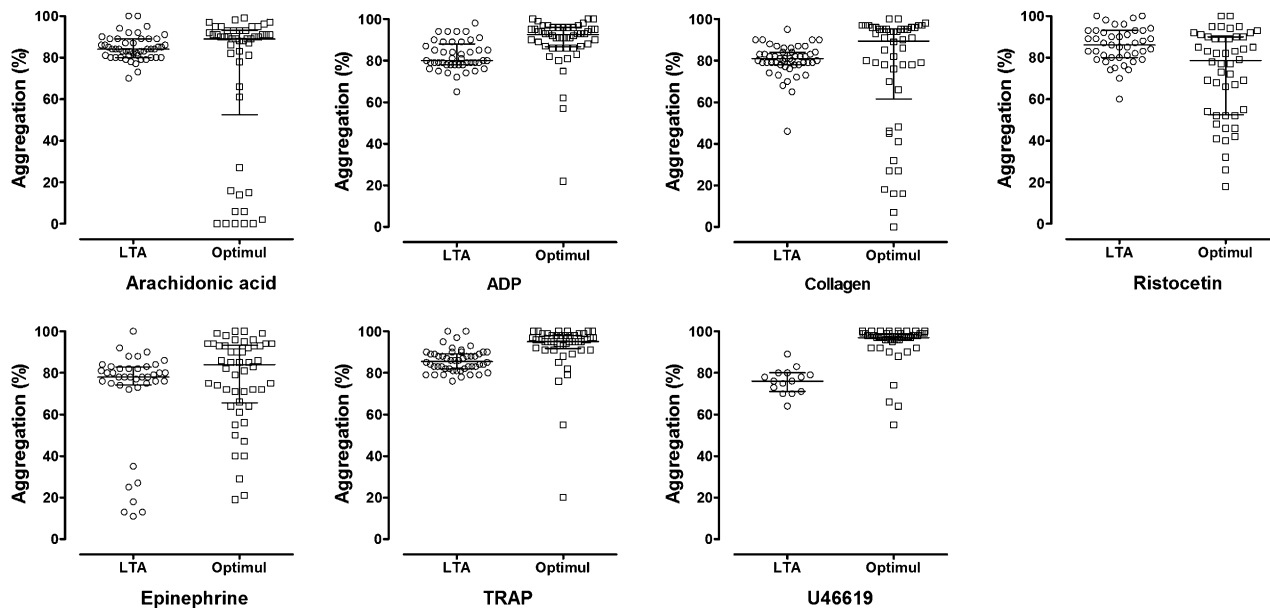 Aggregation (%)
100
80
60
40
20
0
LTA Optimul
Arachidonic acid
Aggregation (%)
100
80
60
40
20
0
LTA Optimul
ADP
Aggregation (%)
100
80
60
40
20
0
LTA Optimul
Collagen
Aggregation (%)
100
80
60
40
20
0
LTA Optimul
Ristocetin
Aggregation (%)
100
80
60
40
20
0
LTA Optimul
Epinephrine
Aggregation (%)
100
80
60
40
20
0
LTA Optimul
TRAP
Aggregation (%)
100
80
60
40
20
0
LTA Optimul
U46619